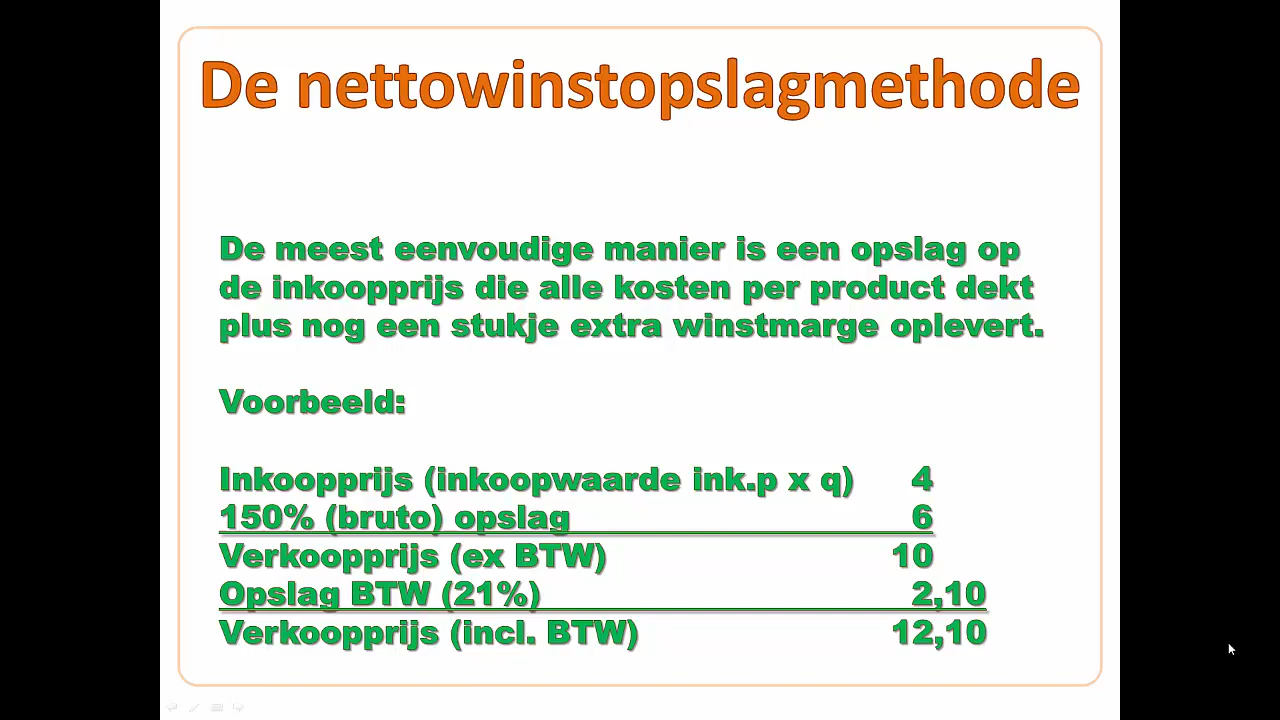 De nettowinstopslagmethode
De meest eenvoudige manier is een opslag op
de inkoopprijs die alle kosten per product dekt
plus nog een stukje extra winstmarge oplevert.
Voorbeeld:
Inkoopprijs (inkoopwaarde ink.p x q) 4
150% (bruto) opslag 6
Verkoopprijs (ex BTW) 10
Opslag BTW (21%) 2,10
Verkoopprijs (incl. BTW) 12,10